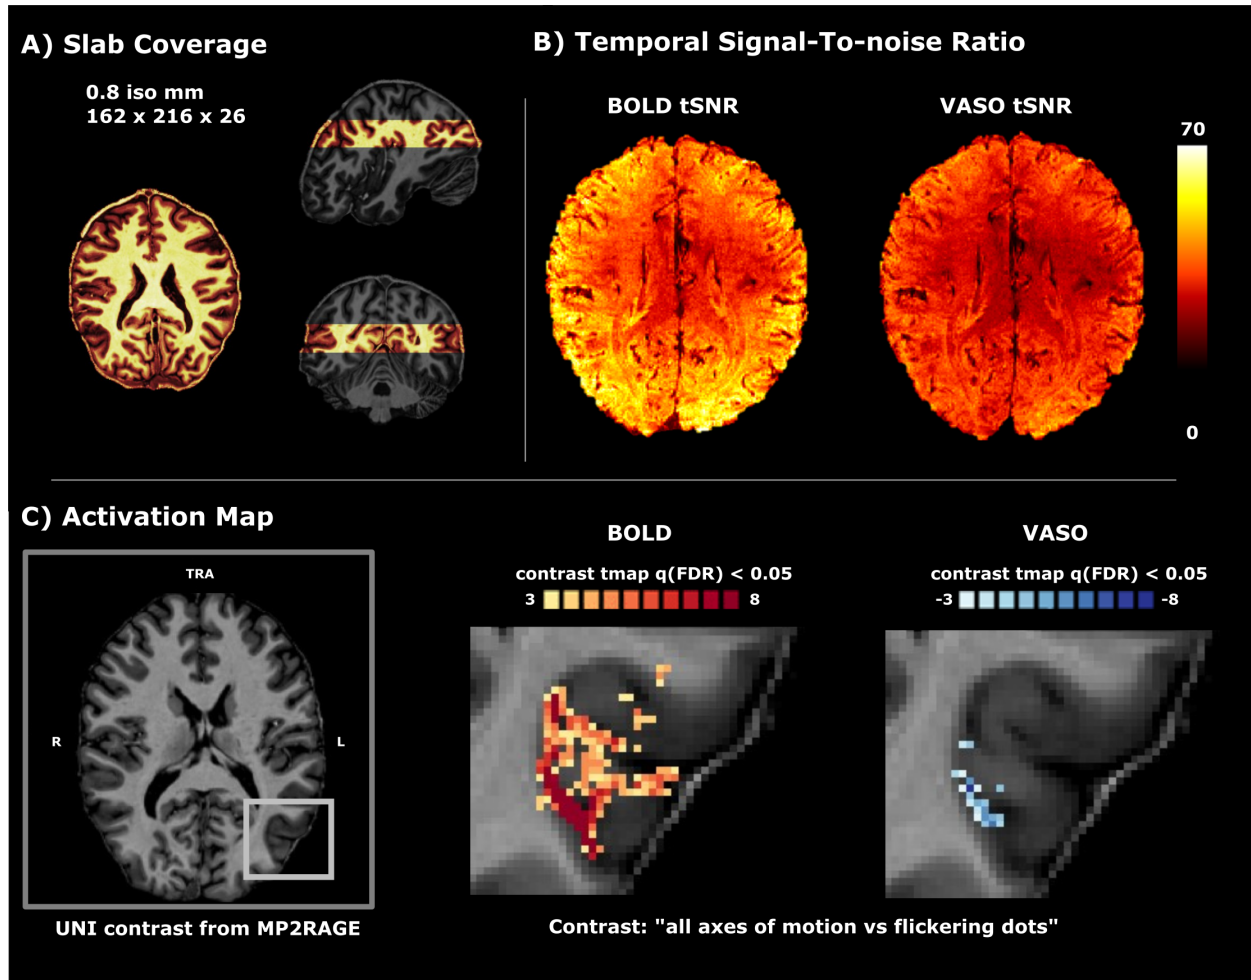 A) Slab Coverage
0.8 iso mm
162 x 216 x 26
B) Temporal Signal-To-noise Ratio
BOLD tSNR
VASO tSNR
70
0
C) Activation Map
TRA
R
L
UNI contrast from MP2RAGE
BOLD
contrast tmap q(FDR) < 0.05
3
8
VASO
contrast tmap q(FDR) < 0.05
-3
-8
Contrast: "all axes of motion vs flickering dots"